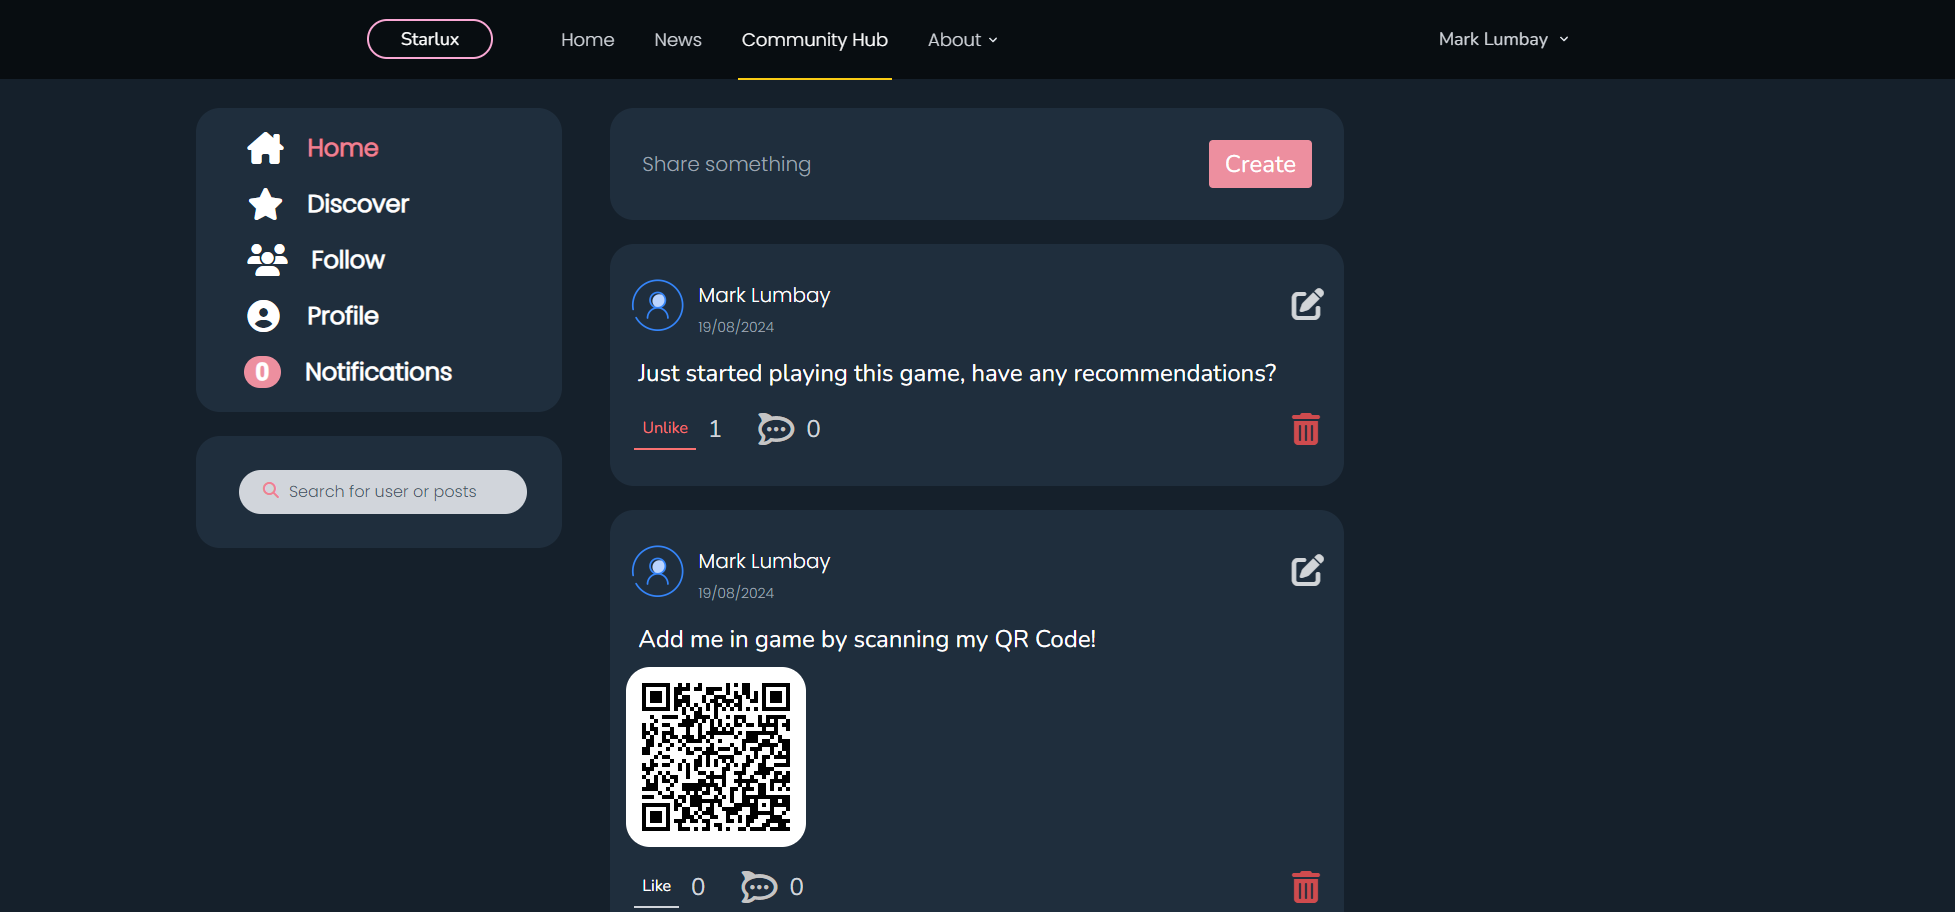 Starlux Home News Community Hub About Mark Lumbay
Home
Discover
Follow
Profile
0 Notifications
Search for user or posts
Share something Create
Mark Lumbay
19/08/2024
Just started playing this game, have any recommendations?
Unlike 1 0
Mark Lumbay
19/08/2024
Add me in game by scanning my QR Code!
Like 0 0